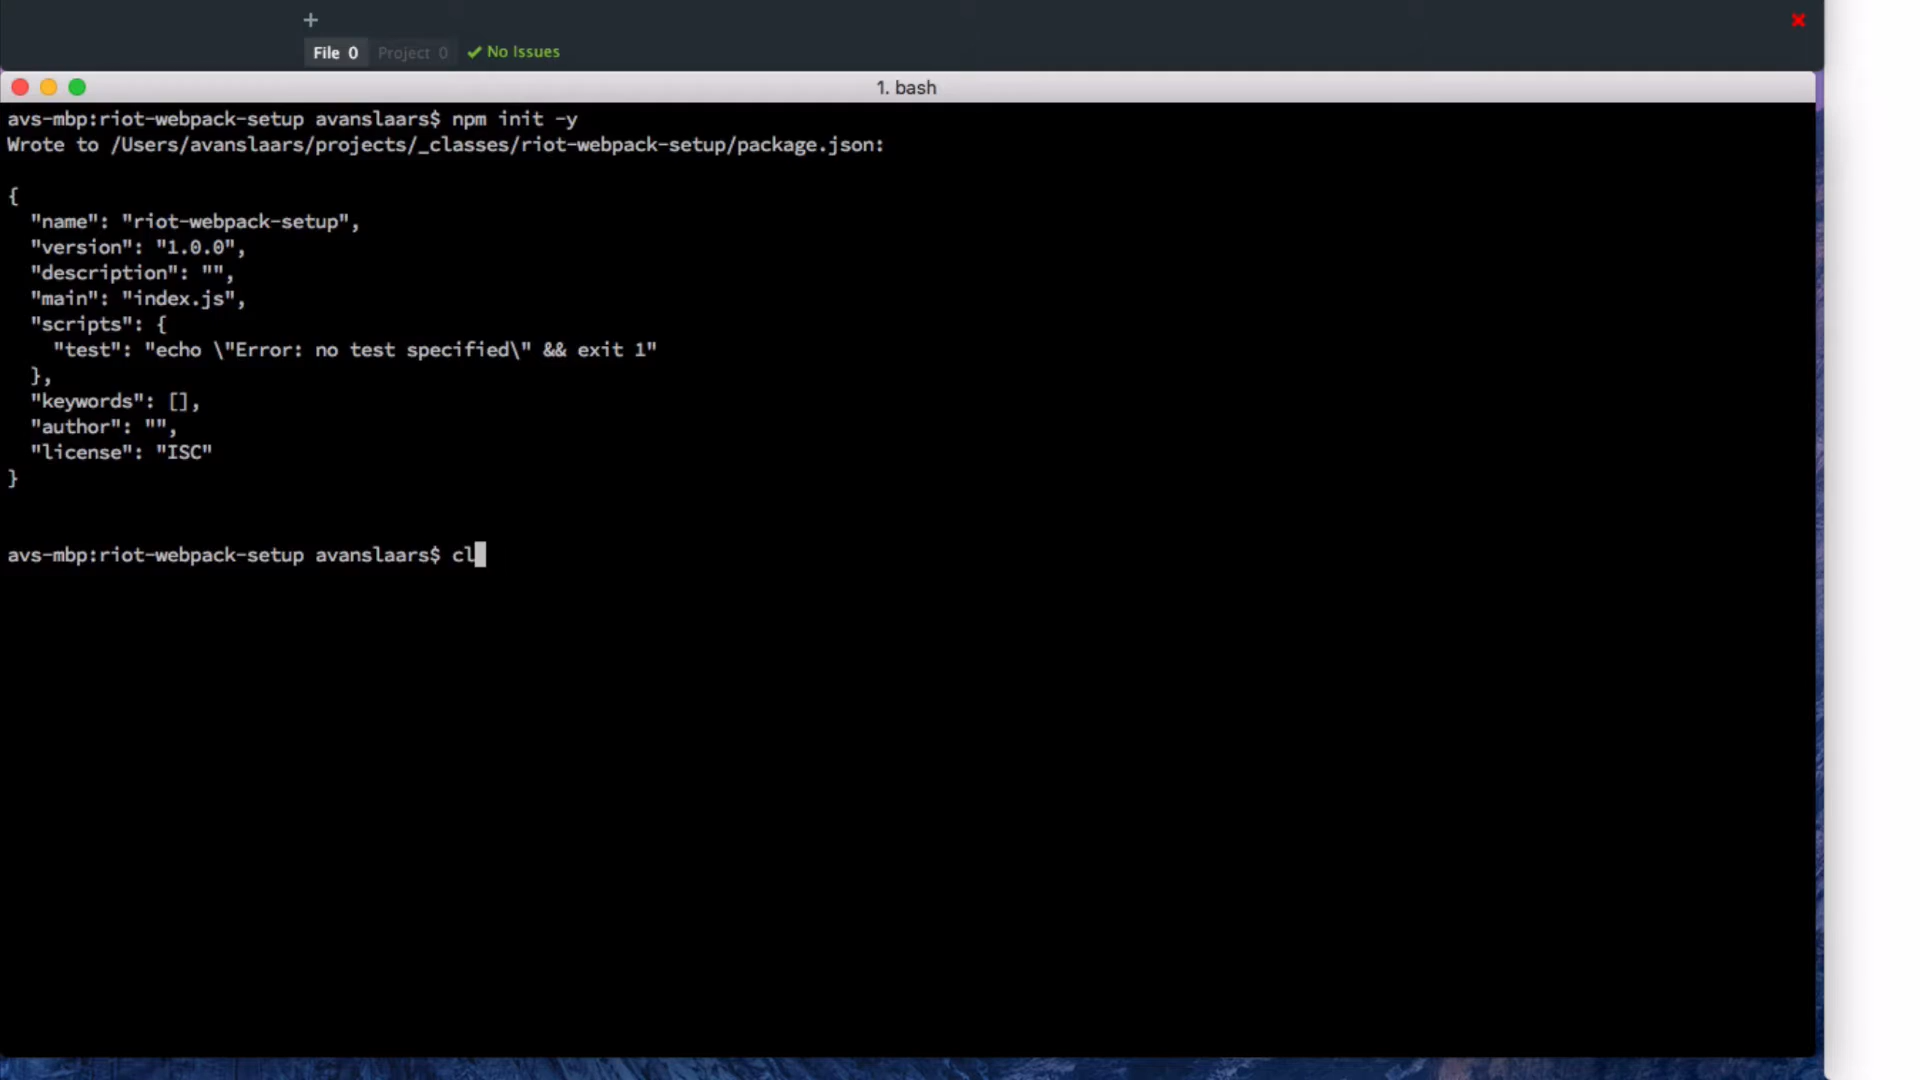 +
File 0 Project 0 ✓ No Issues
1. bash
avs-mbp:riot-webpack-setup avanslaars$ npm init -y
Wrote to /Users/avanslaars/projects/_classes/riot-webpack-setup/package.json:
{
"name": "riot-webpack-setup",
"version": "1.0.0",
"description": "",
"main": "index.js",
"scripts": {
"test": "echo \"Error: no test specified\" && exit 1"
},
"keywords": [],
"author": "",
"license": "ISC"
}
avs-mbp:riot-webpack-setup avanslaars$ cl